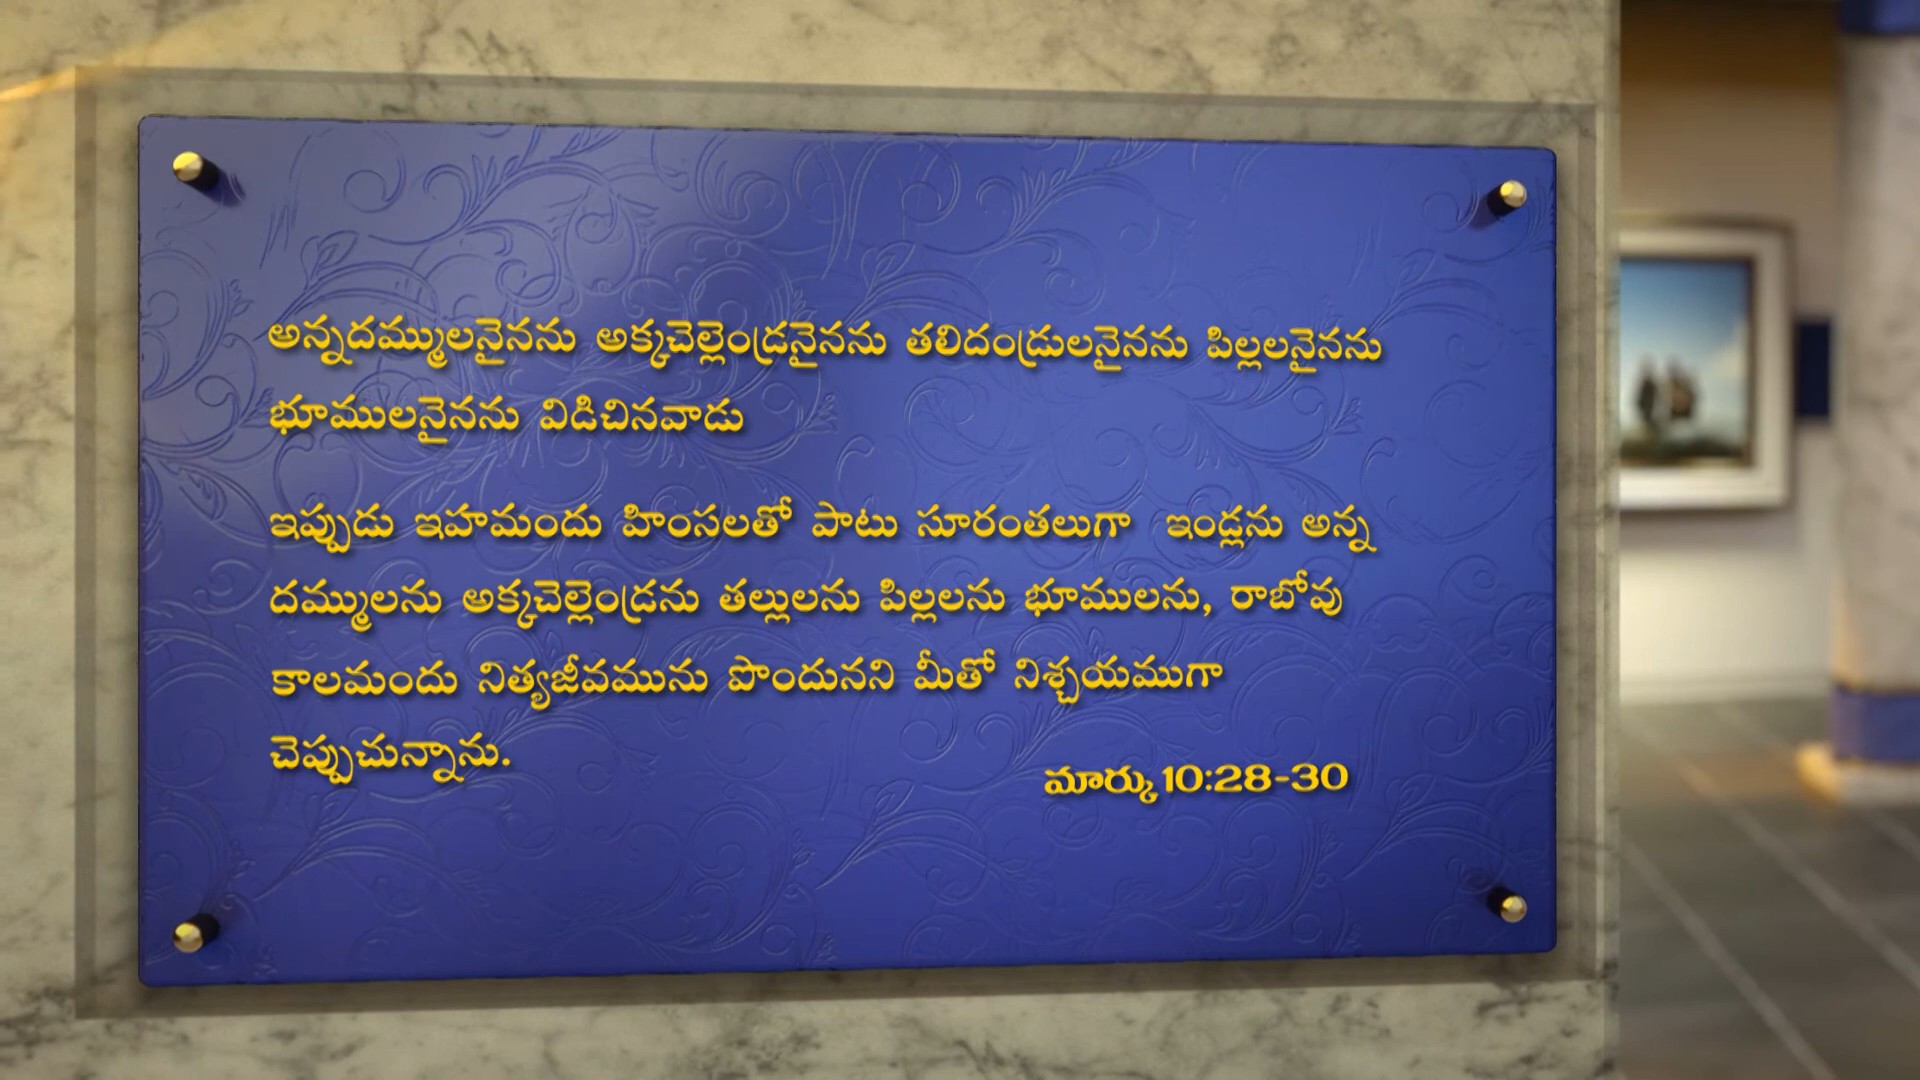 అన్నదమ్ములనైనను అక్కచెల్లెండ్రనైనను తలిదండ్రులనైనను పిల్లలనైనను
భూములనైనను విడిచినవాడు
ఇప్పుడు ఇహమందు హింసలతో పాటు సూరంతలుగా ఇండ్లను అన్న
దమ్ములను అక్కచెల్లెండ్రను తల్లులను పిల్లలను భూములను, రాబోవు
కాలమందు నిత్యజీవమును పొందునని మీతో నిశ్చయముగా
చెప్పుచున్నాను.
మార్కు 10:28-30